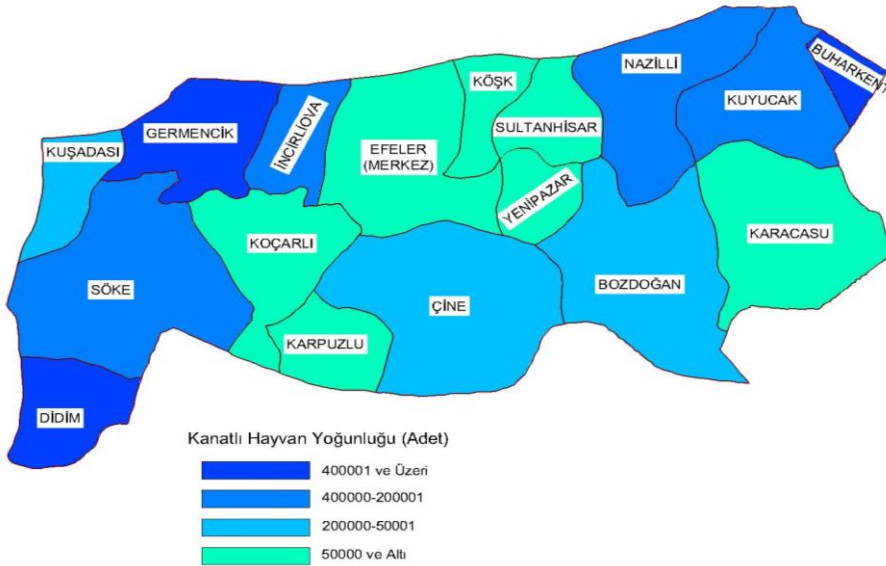 BUHARKENT
NAZİLLİ
KÖŞK
KUYUCAK
GERMENCİK
İNCİRLİOVA
SULTANHİSAR
KUŞADASI
EFELER
(MERKEZ)
YENİPAZAR
KARACASU
KOÇARLI
SÖKE
BOZDOĞAN
ÇİNE
KARPUZLU
DİDİM
Kanatlı Hayvan Yoğunluğu (Adet)
400001 ve Üzeri
400000-200001
200000-50001
50000 ve Altı